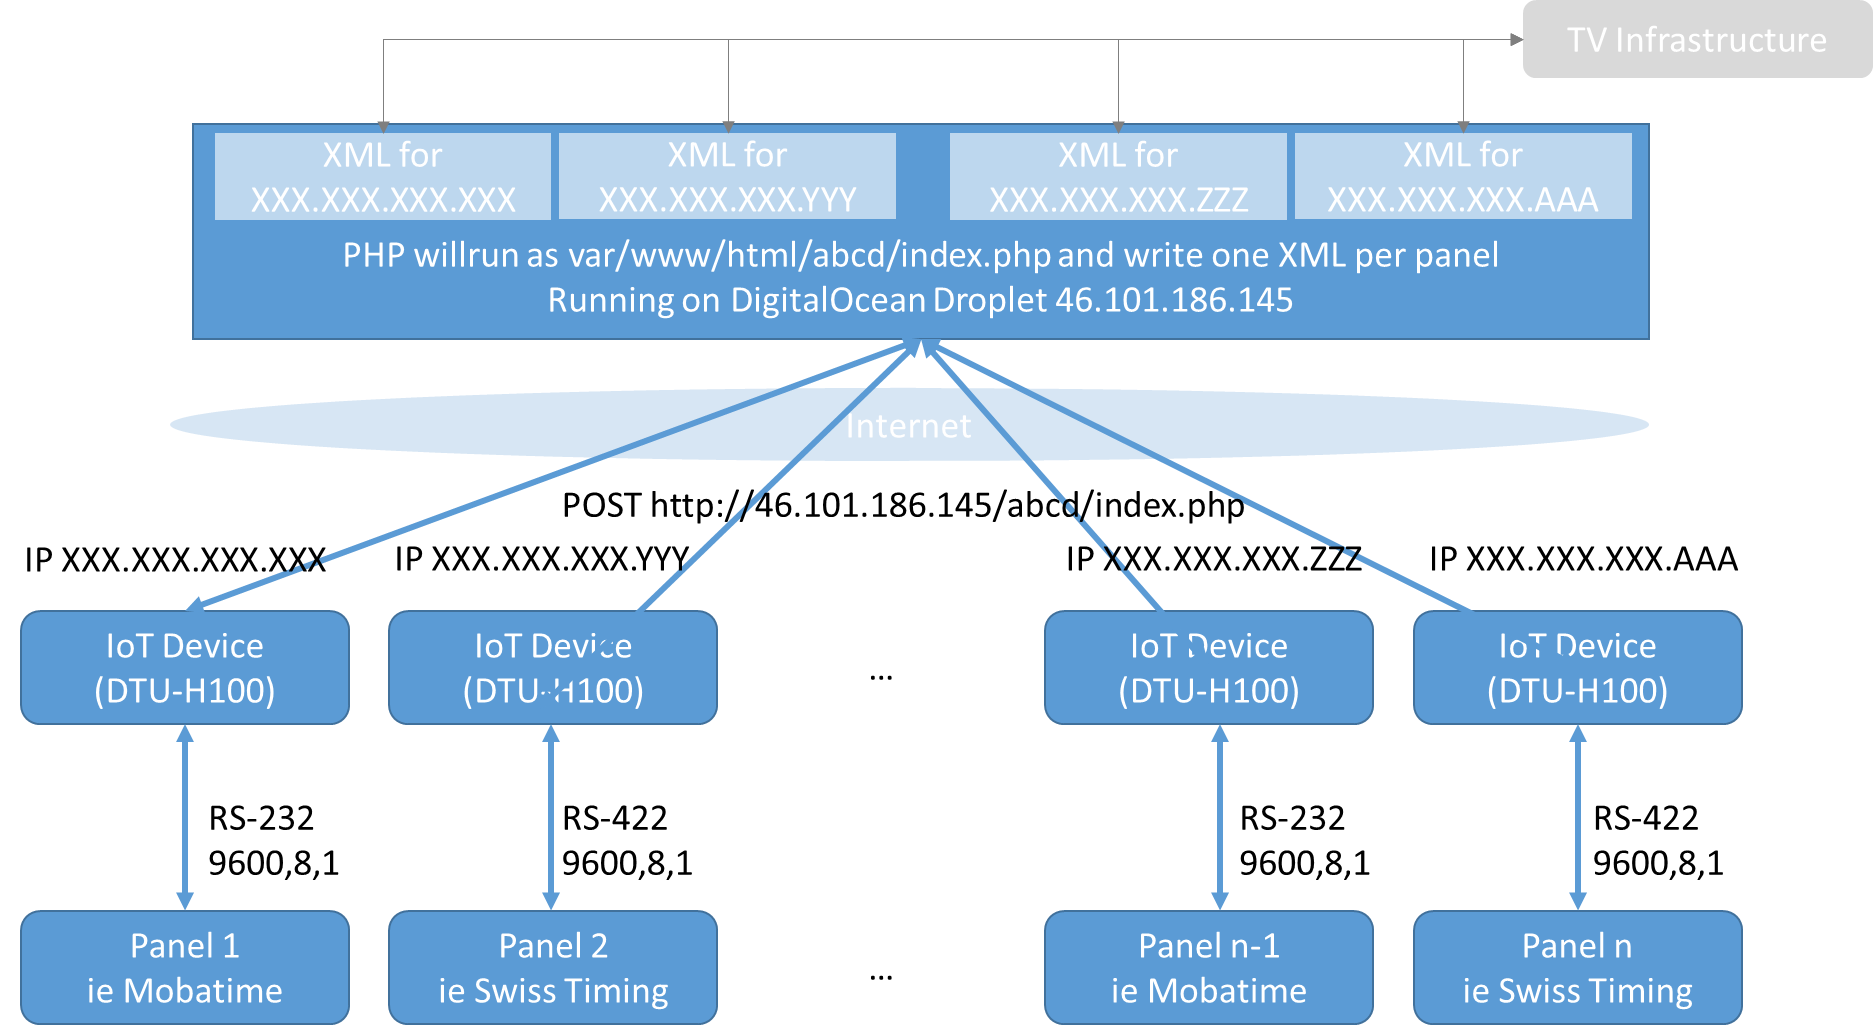 TV Infrastructure
XML for
XXX.XXX.XXX.XXX
XML for
XXX.XXX.XXX.YYY
XML for
XXX.XXX.XXX.ZZZ
XML for
XXX.XXX.XXX.AAA
PHP willrun as var/www/html/abcd/index.php and write one XML per panel
Running on DigitalOcean Droplet 46.101.186.145
Internet
POST http://46.101.186.145/abcd/index.php
IP XXX.XXX.XXX.XXX
IP XXX.XXX.XXX.YYY
IP XXX.XXX.XXX.ZZZ
IP XXX.XXX.XXX.AAA
IoT Device
(DTU-H100)
IoT Device
(DTU-H100)
...
IoT Device
(DTU-H100)
IoT Device
(DTU-H100)
RS-232
9600,8,1
RS-422
9600,8,1
RS-232
9600,8,1
RS-422
9600,8,1
Panel 1
ie Mobatime
Panel 2
ie Swiss Timing
...
Panel n-1
ie Mobatime
Panel n
ie Swiss Timing